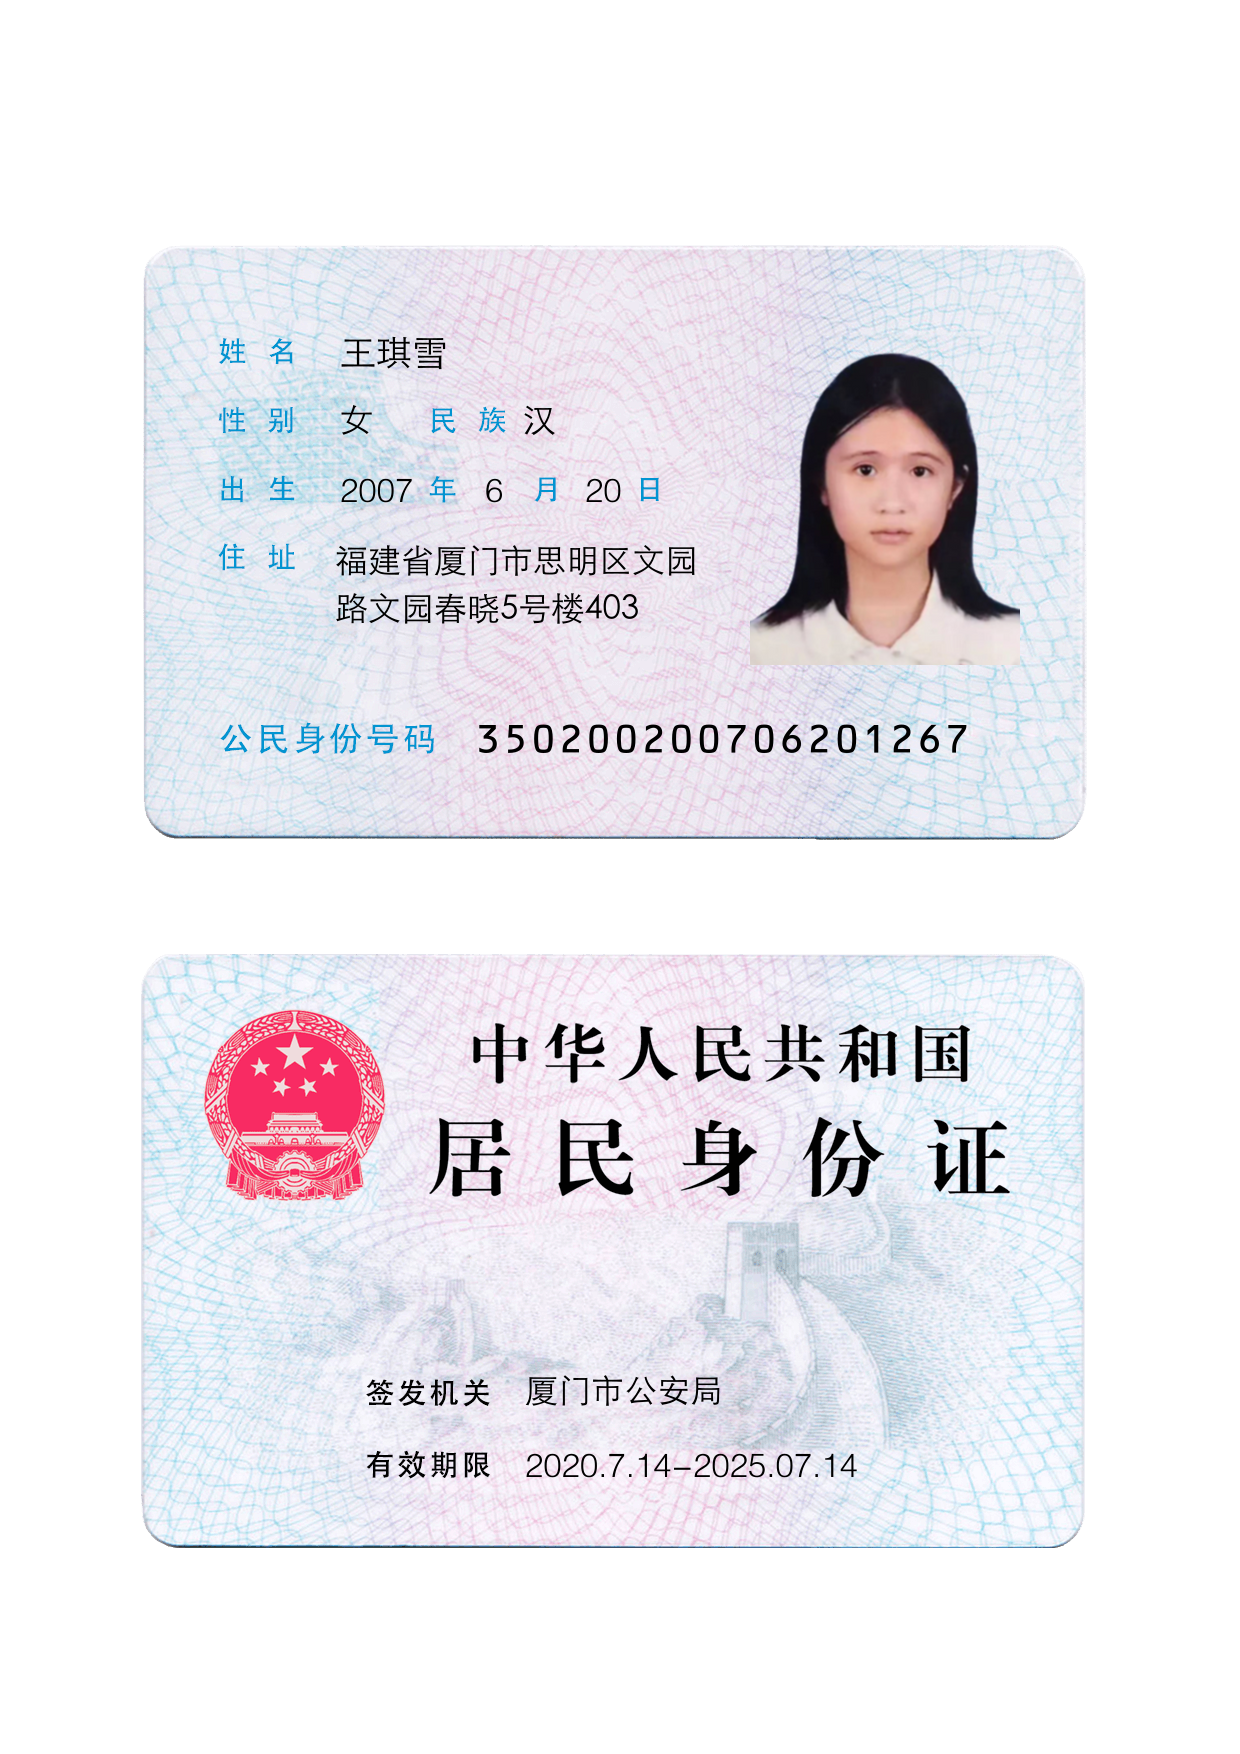 姓名 王琪雪
性别 女 民族 汉
出生 2007 年 6 月 20 日
住址 福建省厦门市思明区文园
路文园春晓5号楼403
公民身份号码 350200200706201267
中华人民共和国
居民身份证
签发机关 厦门市公安局
有效期限 2020.7.14-2025.07.14